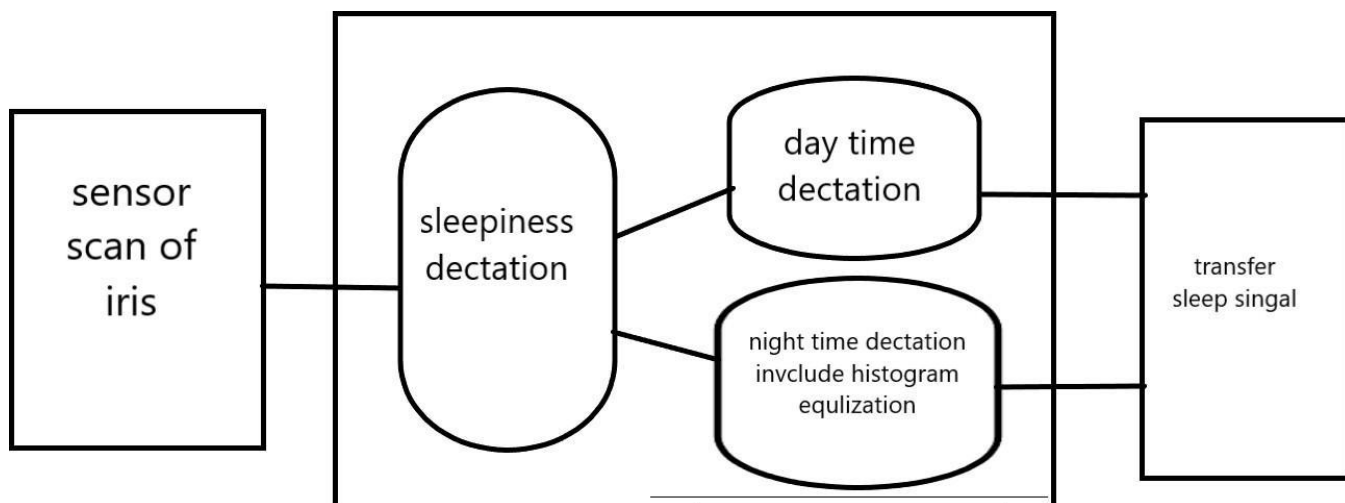 sensor
scan of
iris
sleepiness
dectation
day time
dectation
night time dectation
invclude histogram
equlization
transfer
sleep singal